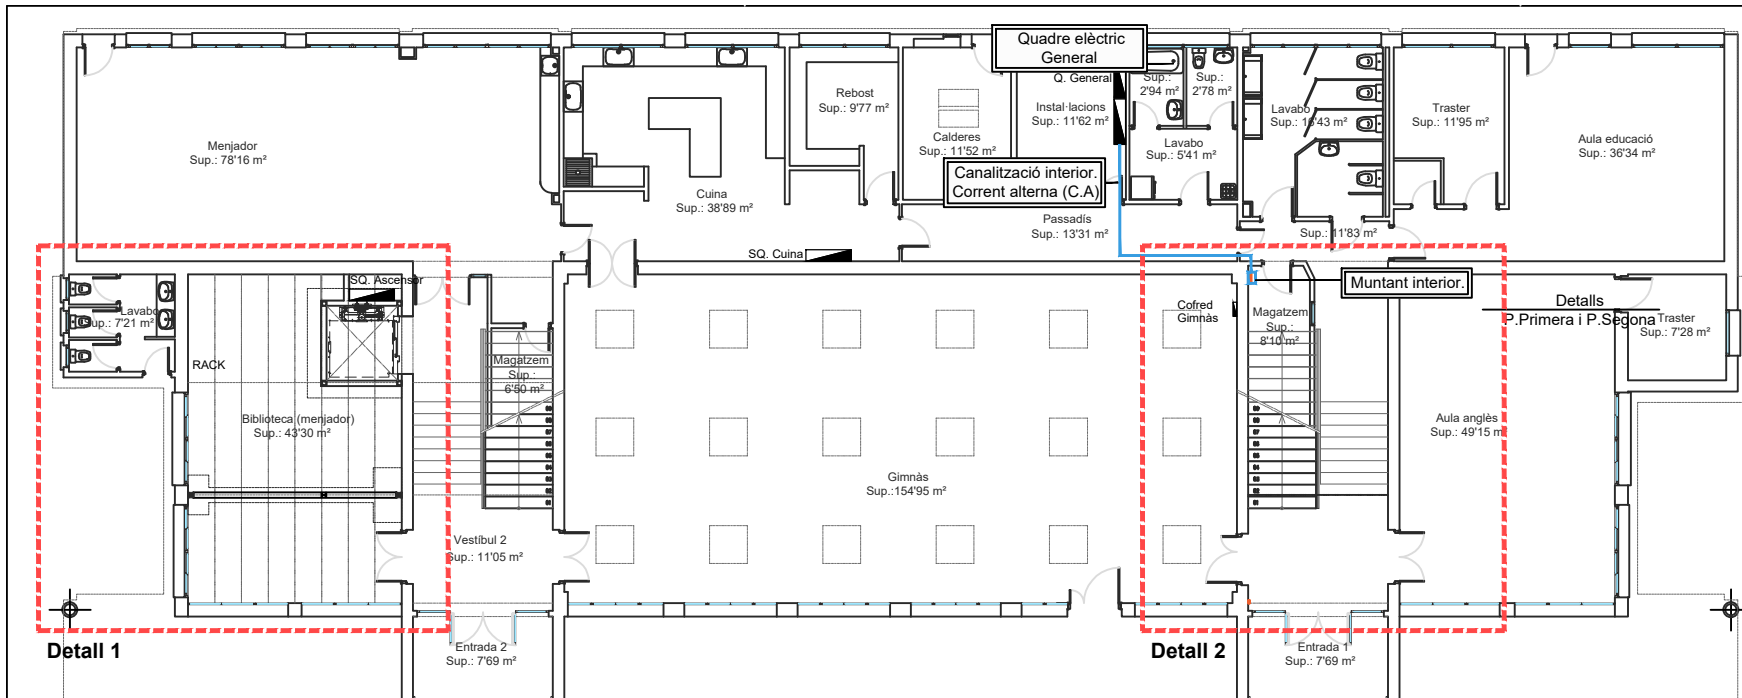 Quadre elèctric
General
Q. General
Sup.:
2'94 m²
Sup.:
2'78 m²
Rebost
Sup.: 9'77 m²
Instal·lacions
Sup.: 11'62 m²
Lavabo
Sup.: 16'43 m²
Traster
Sup.: 11'95 m²
Menjador
Sup.: 78'16 m²
Calderes
Sup.: 11'52 m²
Lavabo
Sup.: 5'41 m²
Aula educació
Sup.: 36'34 m²
Canalització interior.
Corrent alterna (C.A)
Cuina
Sup.: 38'89 m²
Passadís
Sup.: 13'31 m²
Sup.: 11'83 m²
SQ. Cuina
SQ. Ascensor
Muntant interior.
Lavabo
Sup.: 7'21 m²
Cofred
Gimnàs
Magatzem
Sup.:
8'10 m²
Detalls
P.Primera i P.Segona
Traster
Sup.: 7'28 m²
RACK
Magatzem
Sup.:
6'50 m²
Biblioteca (menjador)
Sup.: 43'30 m²
Aula anglès
Sup.: 49'15 m²
Gimnàs
Sup.:154'95 m²
Vestíbul 2
Sup.: 11'05 m²
Detall 1
Entrada 2
Sup.: 7'69 m²
Detall 2
Entrada 1
Sup.: 7'69 m²